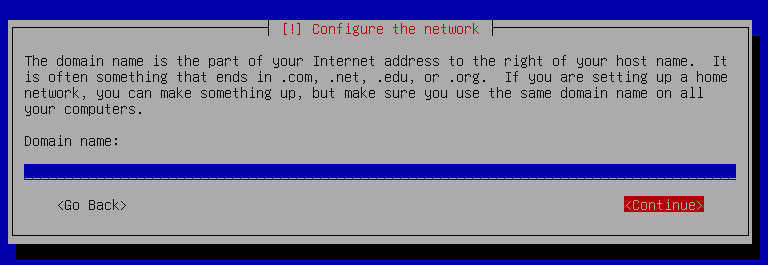 [!] Configure the network
The domain name is the part of your Internet address to the right of your host name.  It
is often something that ends in .com, .net, .edu, or .org.  If you are setting up a home
network, you can make something up, but make sure you use the same domain name on all
your computers.
Domain name:
<Go Back>
<Continue>